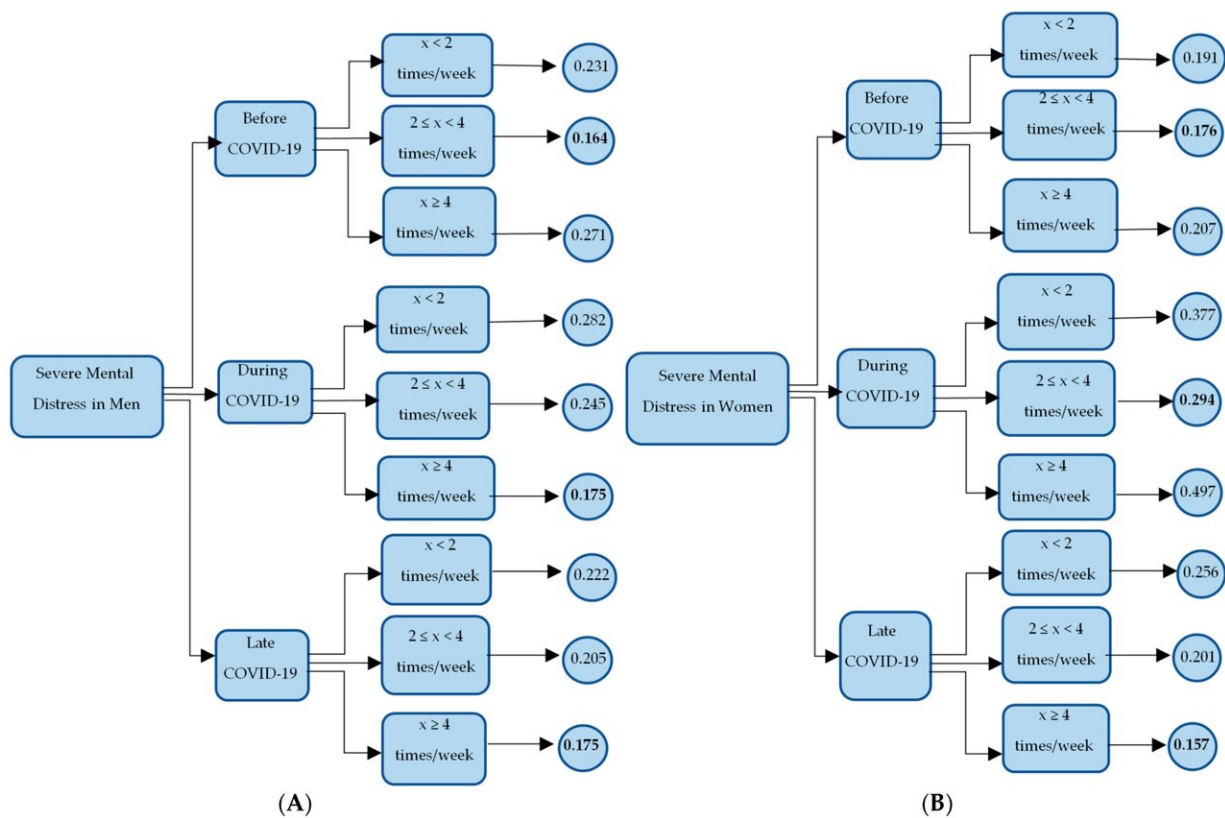 Severe Mental
Distress in Men
Before
COVID-19
x < 2
times/week
0.231
2 ≤ x < 4
times/week
0.164
x ≥ 4
times/week
0.271
During
COVID-19
x < 2
times/week
0.282
2 ≤ x < 4
times/week
0.245
x ≥ 4
times/week
0.175
Late
COVID-19
x < 2
times/week
0.222
2 ≤ x < 4
times/week
0.205
x ≥ 4
times/week
0.175
(A)
Severe Mental
Distress in Women
Before
COVID-19
x < 2
times/week
0.191
2 ≤ x < 4
times/week
0.176
x ≥ 4
times/week
0.207
During
COVID-19
x < 2
times/week
0.377
2 ≤ x < 4
times/week
0.294
x ≥ 4
times/week
0.497
Late
COVID-19
x < 2
times/week
0.256
2 ≤ x < 4
times/week
0.201
x ≥ 4
times/week
0.157
(B)